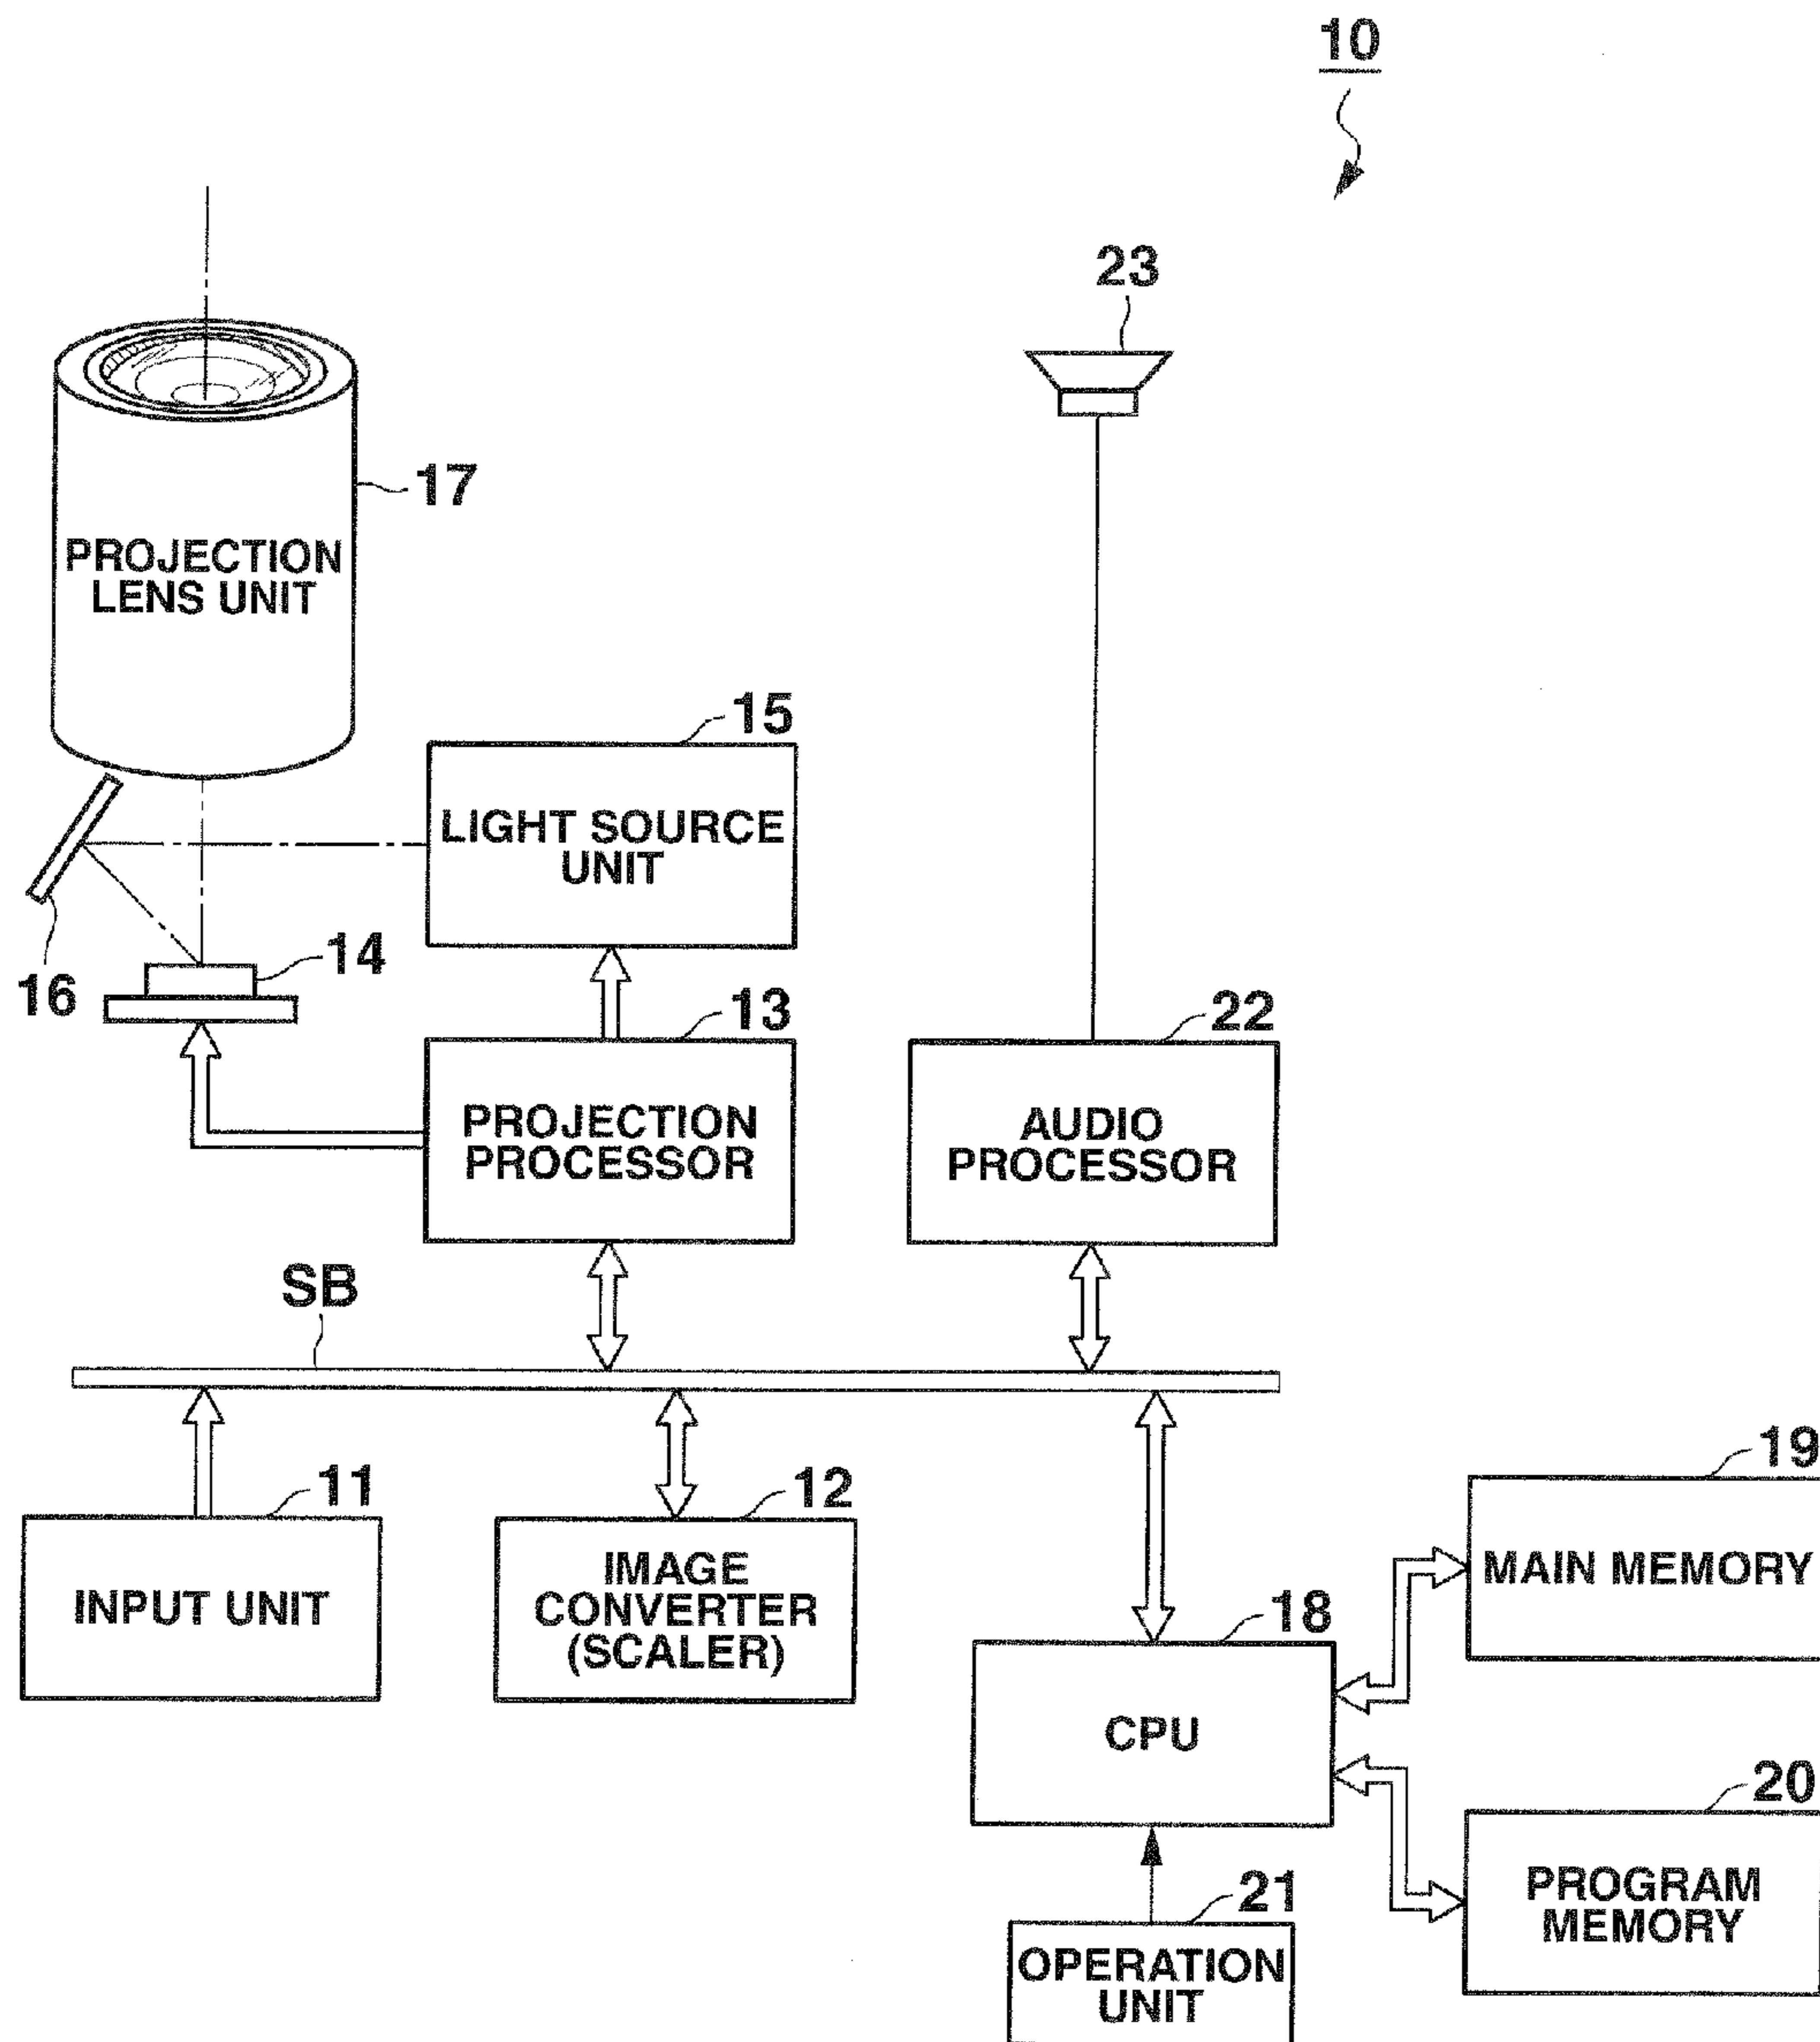 10
23
17
PROJECTION
LENS UNIT
15
LIGHT SOURCE
UNIT
16
14
13
PROJECTION
PROCESSOR
22
AUDIO
PROCESSOR
SB
11
INPUT UNIT
12
IMAGE
CONVERTER
(SCALER)
18
CPU
19
MAIN MEMORY
20
PROGRAM
MEMORY
21
OPERATION
UNIT